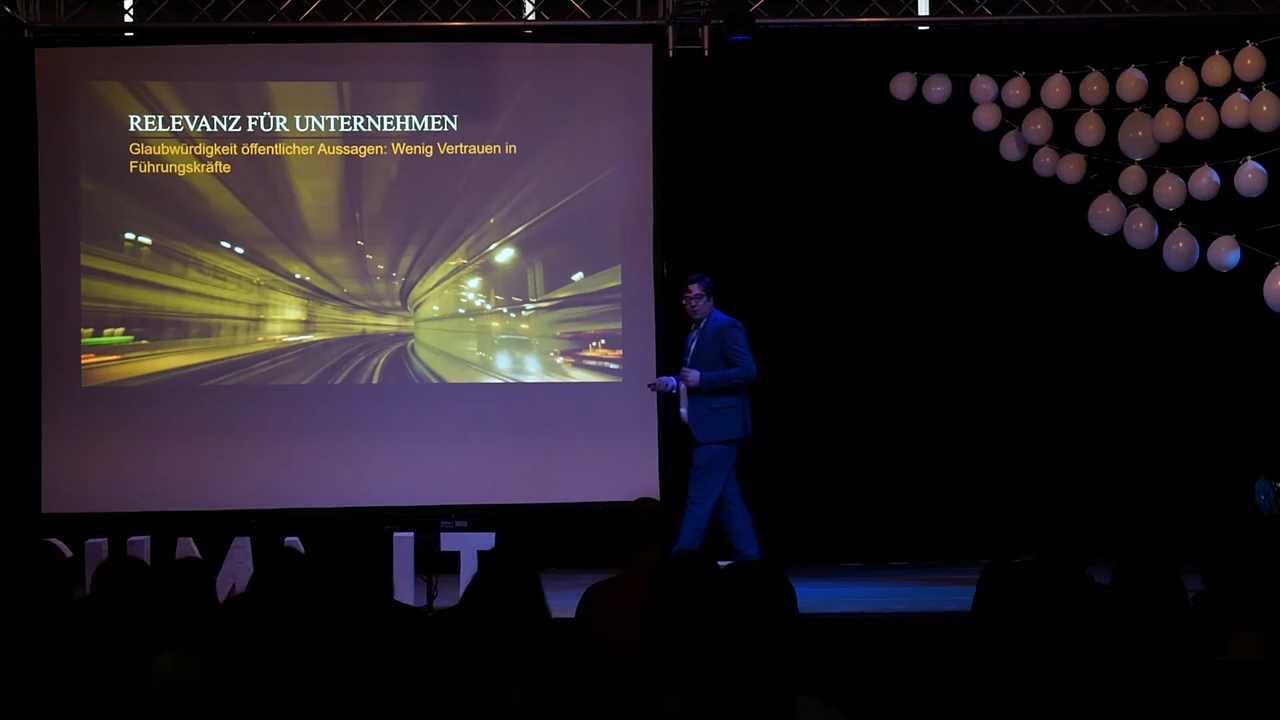 RELEVANZ FÜR UNTERNEHMEN
Glaubwürdigkeit öffentlicher Aussagen: Wenig Vertrauen in
Führungskräfte